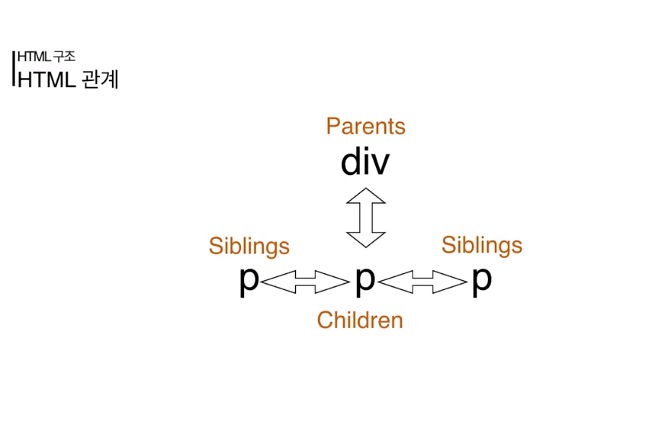 HTML 구조
HTML 관계
Parents
div
Siblings
Siblings
p p p
Children